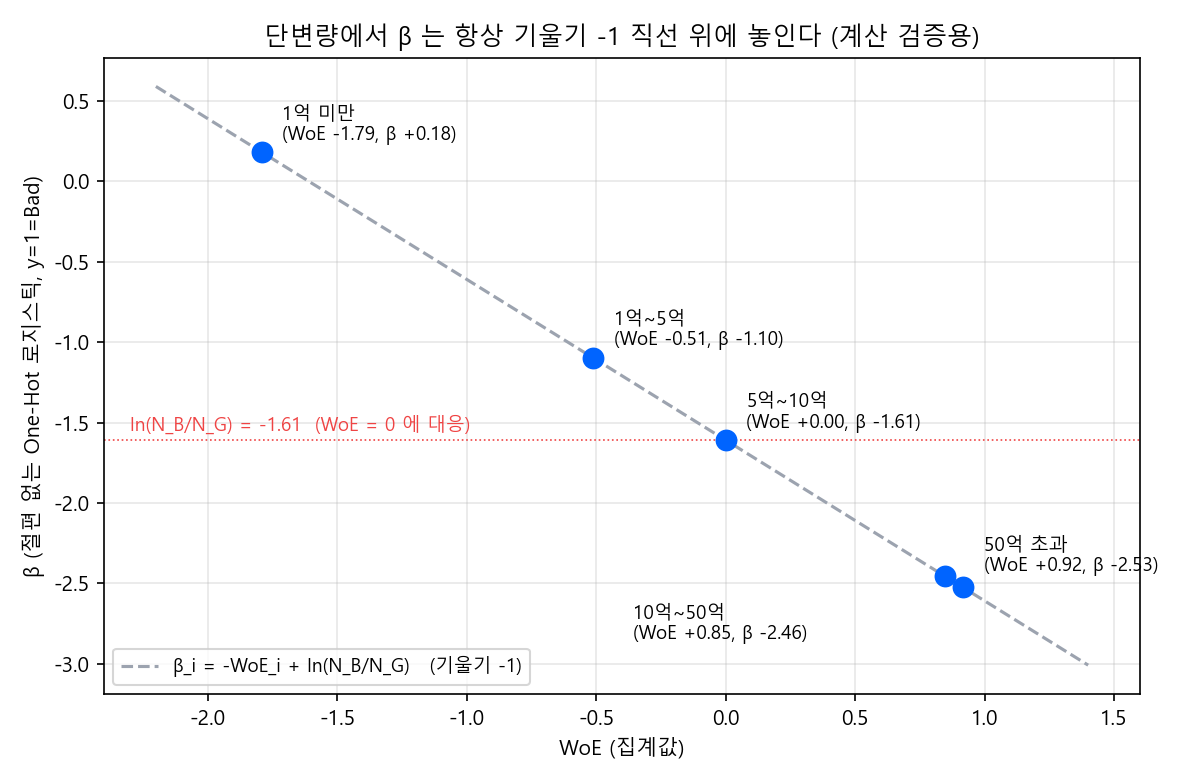 단변량에서 β 는 항상 기울기 -1 직선 위에 놓인다 (계산 검증용)
β (절편 없는 One-Hot 로지스틱, y=1=Bad)
0.5
0.0
-0.5
-1.0
-1.5
-2.0
-2.5
-3.0
1억 미만
(WoE -1.79, β +0.18)
1억~5억
(WoE -0.51, β -1.10)
5억~10억
(WoE +0.00, β -1.61)
ln(N_B/N_G) = -1.61 (WoE = 0 에 대응)
50억 초과
(WoE +0.92, β -2.53)
10억~50억
(WoE +0.85, β -2.46)
β_i = -WoE_i + ln(N_B/N_G) (기울기 -1)
-2.0
-1.5
-1.0
-0.5
0.0
0.5
1.0
1.5
WoE (집계값)